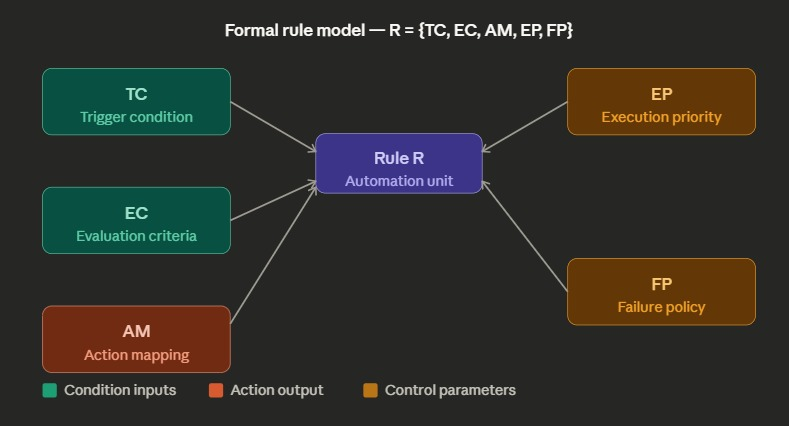 Formal rule model — R = {TC, EC, AM, EP, FP}
TC
Trigger condition
EP
Execution priority
Rule R
Automation unit
EC
Evaluation criteria
FP
Failure policy
AM
Action mapping
Condition inputs
Action output
Control parameters